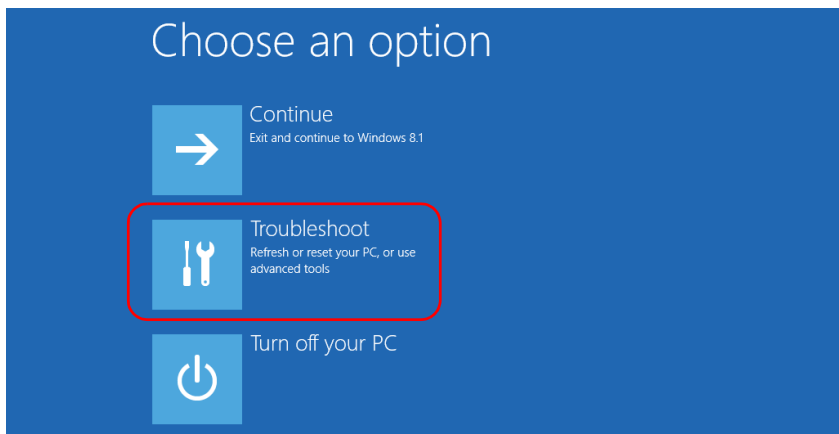 Choose an option
Continue
Exit and continue to Windows 8.1
Troubleshoot
Refresh or reset your PC, or use
advanced tools
Turn off your PC